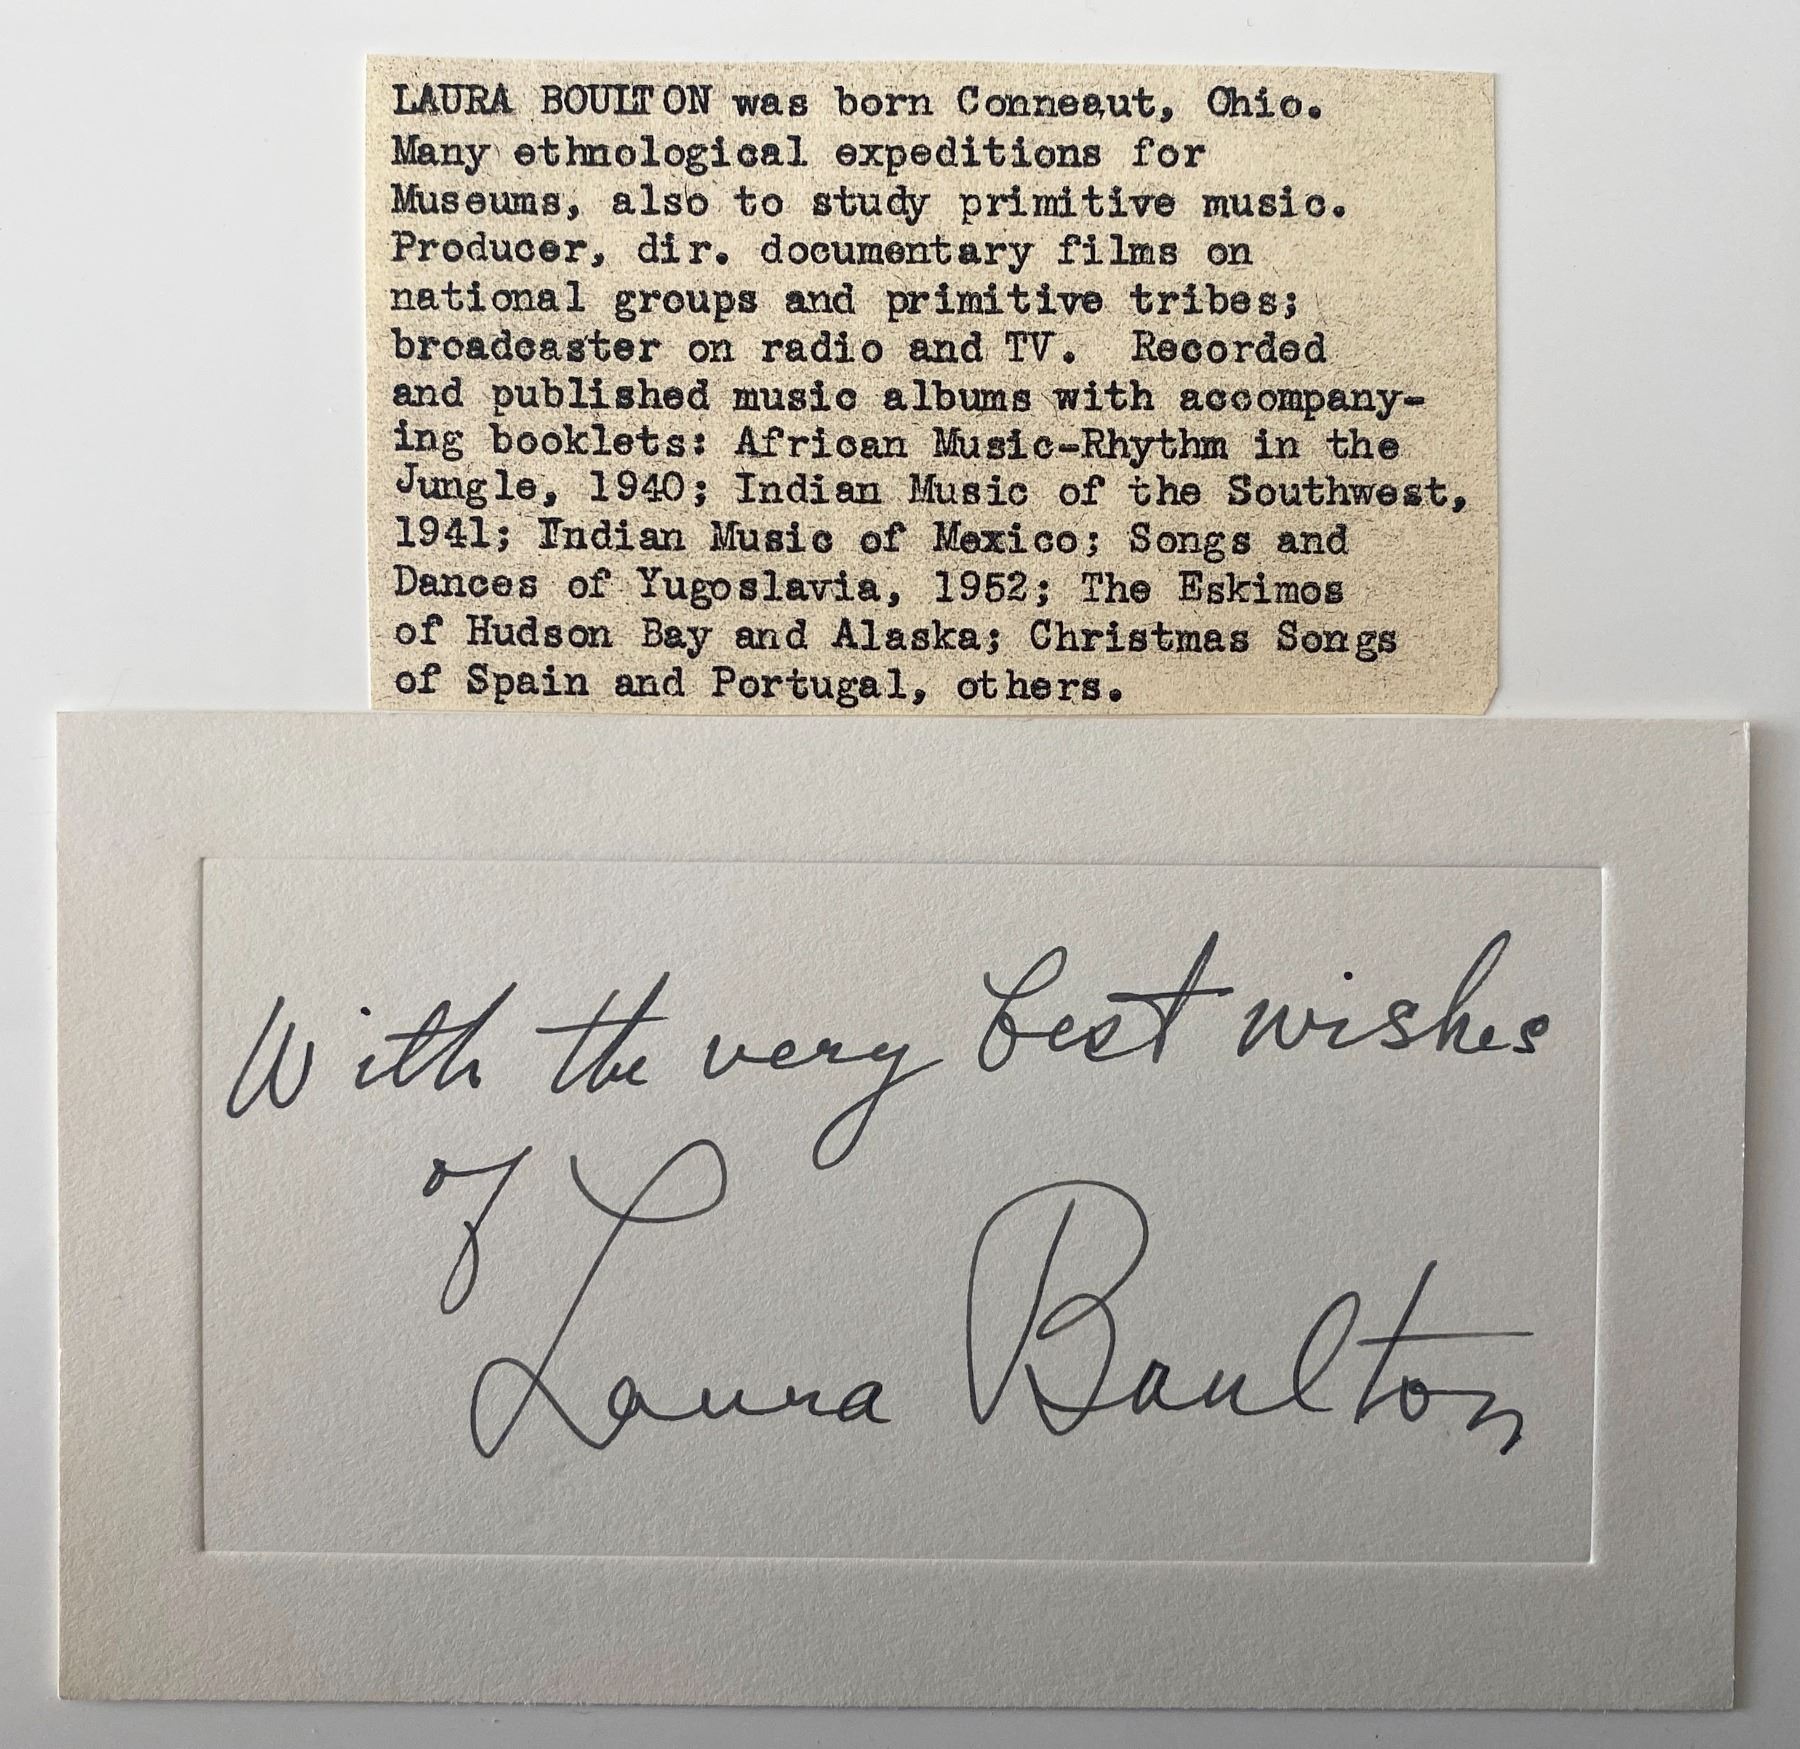 LAURA BOULTON was born Conneaut, Ohio.
Many ethnological expeditions for
Museums, also to study primitive music.
Producer, dir. documentary films on
national groups and primitive tribes;
broadcaster on radio and TV.  Recorded
and published music albums with accompany-
ing booklets: African Music-Rhythm in the
Jungle, 1940; Indian Music of the Southwest,
1941; Indian Music of Mexico; Songs and
Dances of Yugoslavia, 1952; The Eskimos
of Hudson Bay and Alaska; Christmas Songs
of Spain and Portugal, others.
With the very best wishes
of Laura Boulton